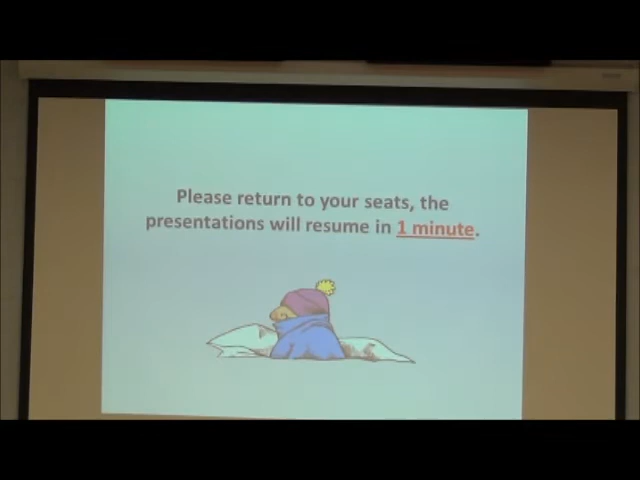 Please return to your seats, the
presentations will resume in 1 minute.